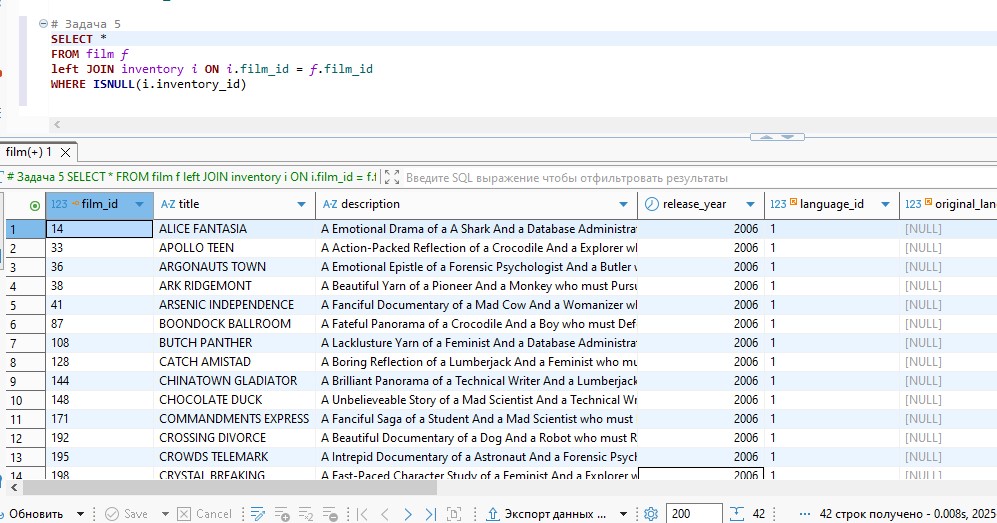 # Задача 5
SELECT *
FROM film f
left JOIN inventory i ON i.film_id = f.film_id
WHERE ISNULL(i.inventory_id)
film(+) 1
# Задача 5 SELECT * FROM film f left JOIN inventory i ON i.film_id = f.f
Введите SQL выражение чтобы отфильтровать результаты
123 film_id A-Z title A-Z description release_year 123 language_id 123 original_lan
1 14 ALICE FANTASIA A Emotional Drama of a A Shark And a Database Administra 2006 1 [NULL]
2 33 APOLLO TEEN A Action-Packed Reflection of a Crocodile And a Explorer wl 2006 1 [NULL]
3 36 ARGONAUTS TOWN A Emotional Epistle of a Forensic Psychologist And a Butler w 2006 1 [NULL]
4 38 ARK RIDGEMONT A Beautiful Yarn of a Pioneer And a Monkey who must Pursu 2006 1 [NULL]
5 41 ARSENIC INDEPENDENCE A Fanciful Documentary of a Mad Cow And a Womanizer wl 2006 1 [NULL]
6 87 BOONDOCK BALLROOM A Fateful Panorama of a Crocodile And a Boy who must Def 2006 1 [NULL]
7 108 BUTCH PANTHER A Lacklusture Yarn of a Feminist And a Database Administra 2006 1 [NULL]
8 128 CATCH AMISTAD A Boring Reflection of a Lumberjack And a Feminist who mu 2006 1 [NULL]
9 144 CHINATOWN GLADIATOR A Brilliant Panorama of a Technical Writer And a Lumberjack 2006 1 [NULL]
10 148 CHOCOLATE DUCK A Unbelieveable Story of a Mad Scientist And a Technical Wr 2006 1 [NULL]
11 171 COMMANDMENTS EXPRESS A Fanciful Saga of a Student And a Mad Scientist who must 2006 1 [NULL]
12 192 CROSSING DIVORCE A Beautiful Documentary of a Dog And a Robot who must R 2006 1 [NULL]
13 195 CROWDS TELEMARK A Intrepid Documentary of a Astronaut And a Forensic Psych 2006 1 [NULL]
14 198 CRYSTAL BREAKING A Fast-Paced Character Study of a Feminist And a Explorer w 2006 1 [NULL]
Обновить Save Cancel Экспорт данных ... 200 42 ... 42 строк получено - 0.008s, 2025